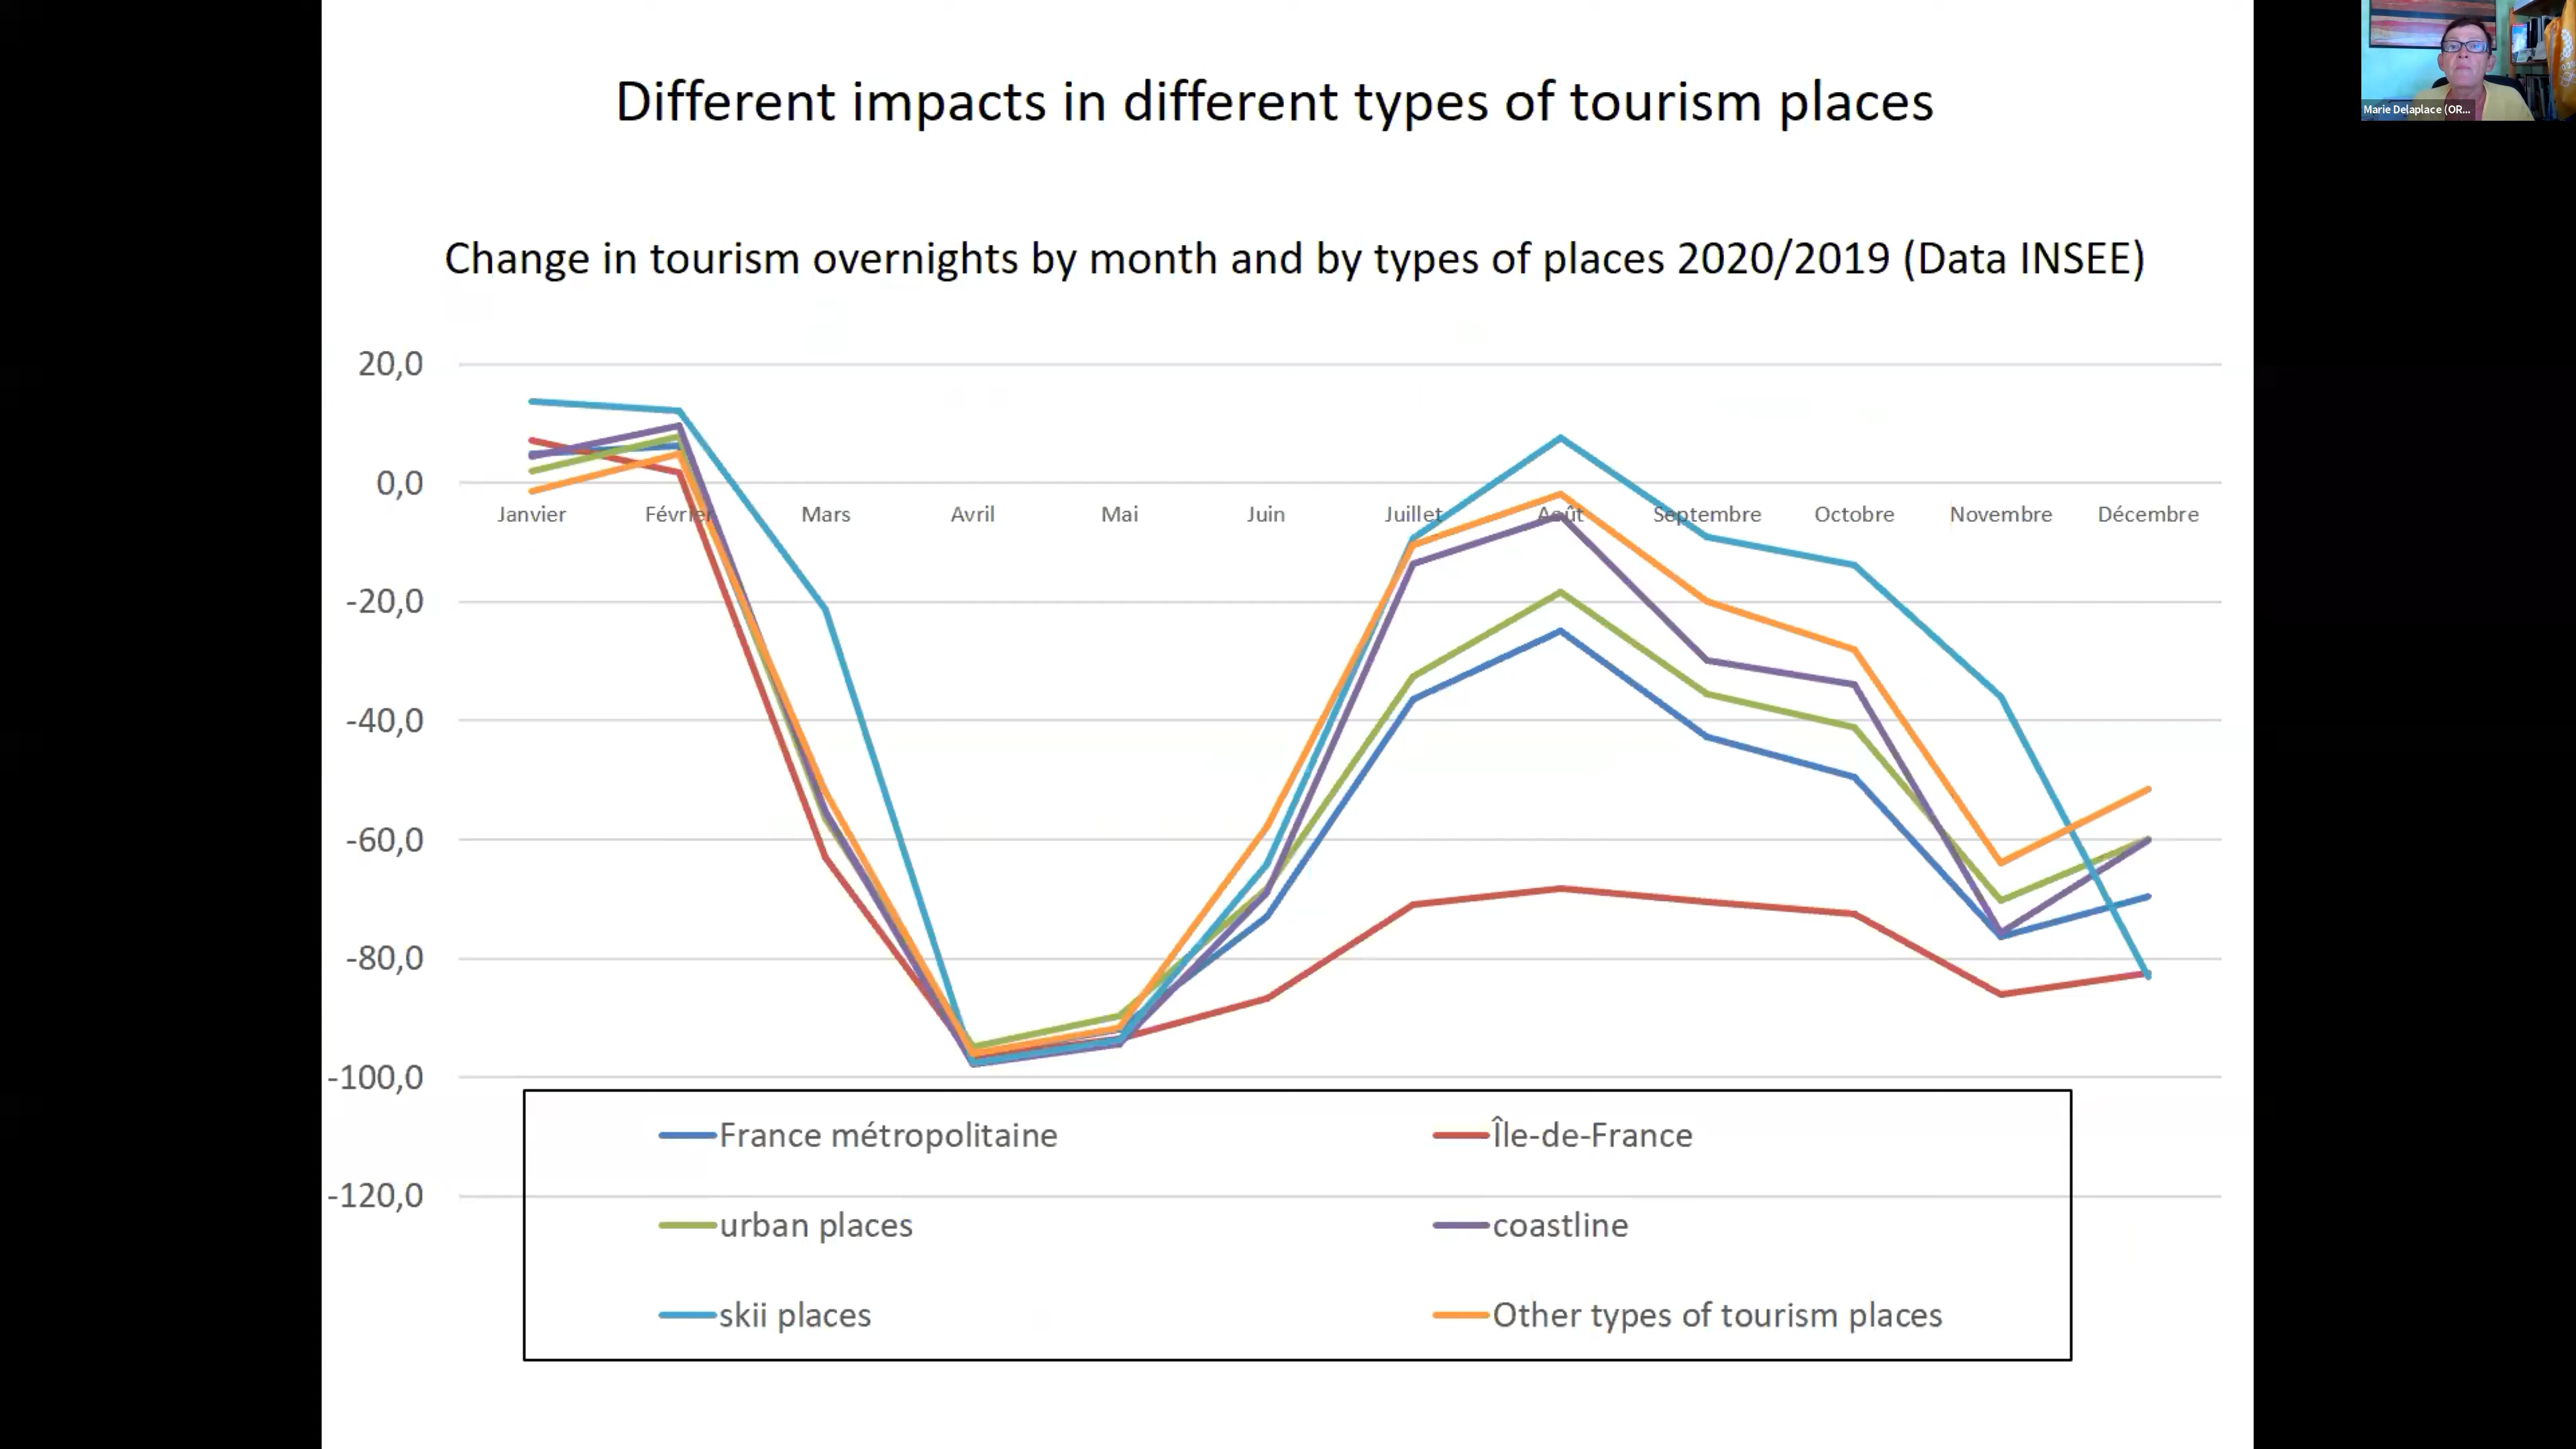 Different impacts in different types of tourism places
Marie Delaplace (OR...
Change in tourism overnights by month and by types of places 2020/2019 (Data INSEE)
20,0
0,0
Janvier Février Mars Avril Mai Juin Juillet Août Septembre Octobre Novembre Décembre
-20,0
-40,0
-60,0
-80,0
-100,0
-120,0
France métropolitaine
Île-de-France
urban places
coastline
skii places
Other types of tourism places